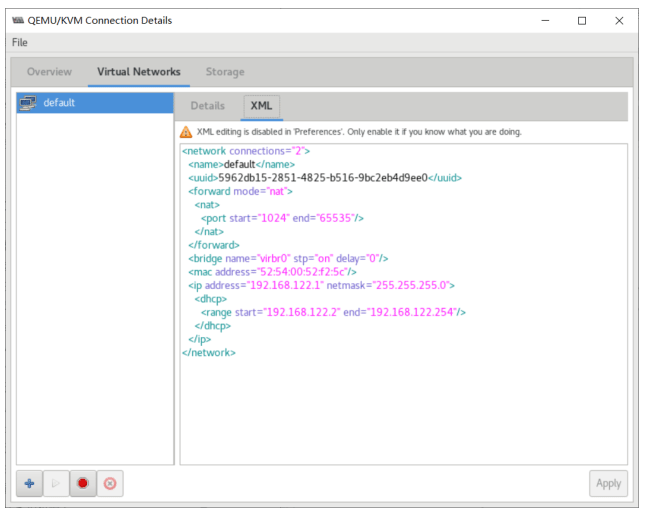 QEMU/KVM Connection Details
File
Overview Virtual Networks Storage
default
Details XML
XML editing is disabled in 'Preferences'. Only enable it if you know what you are doing.
<network connections="2">
<name>default</name>
<uuid>5962db15-2851-4825-b516-9bc2eb4d9ee0</uuid>
<forward mode="nat">
<nat>
<port start="1024" end="65535"/>
</nat>
</forward>
<bridge name="virbr0" stp="on" delay="0"/>
<mac address="52:54:00:52:f2:5c"/>
<ip address="192.168.122.1" netmask="255.255.255.0">
<dhcp>
<range start="192.168.122.2" end="192.168.122.254"/>
</dhcp>
</ip>
</network>
Apply